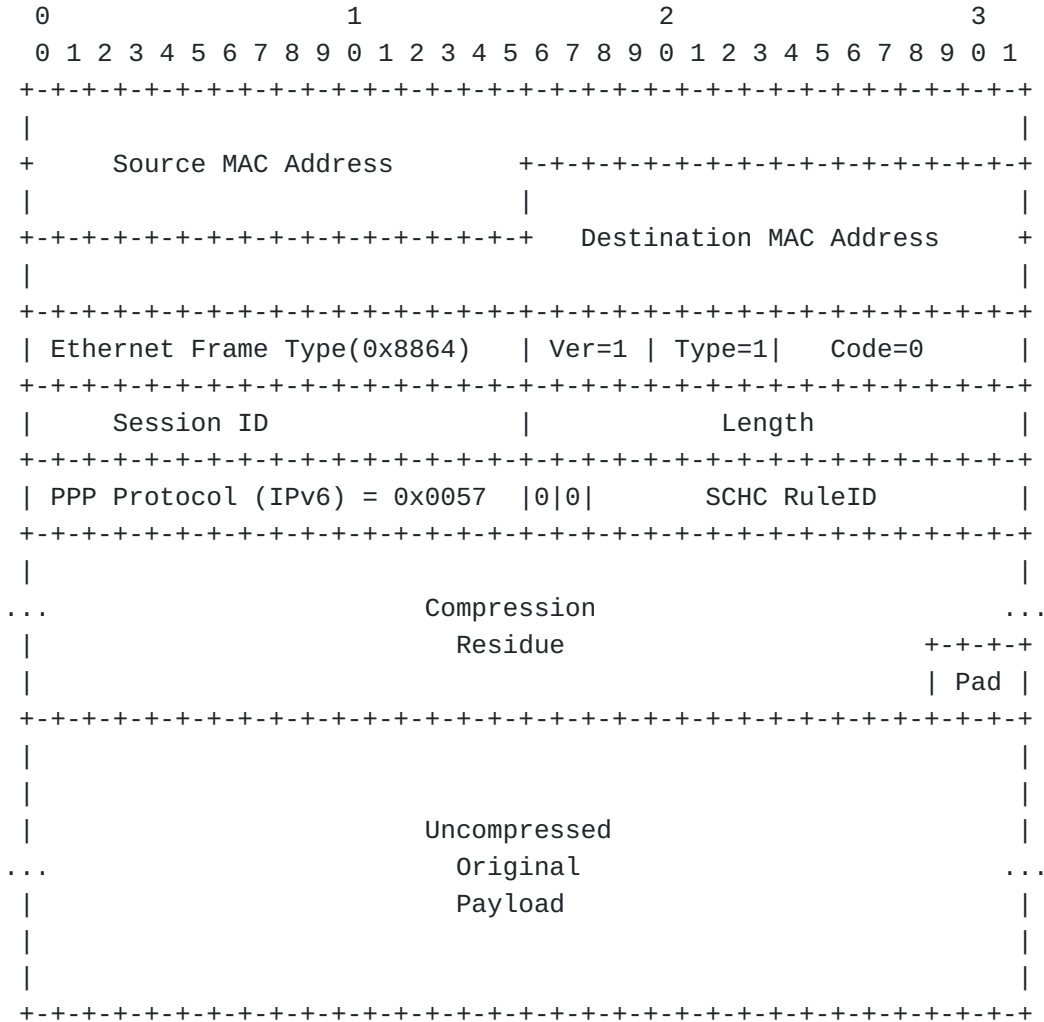 0                   1                   2                   3
 0 1 2 3 4 5 6 7 8 9 0 1 2 3 4 5 6 7 8 9 0 1 2 3 4 5 6 7 8 9 0 1
+-+-+-+-+-+-+-+-+-+-+-+-+-+-+-+-+-+-+-+-+-+-+-+-+-+-+-+-+-+-+-+-+
|                                                               |
+     Source MAC Address        +-+-+-+-+-+-+-+-+-+-+-+-+-+-+-+-+
|                               |                               |
+-+-+-+-+-+-+-+-+-+-+-+-+-+-+-+-+   Destination MAC Address     +
|                                                               |
+-+-+-+-+-+-+-+-+-+-+-+-+-+-+-+-+-+-+-+-+-+-+-+-+-+-+-+-+-+-+-+-+
| Ethernet Frame Type(0x8864)   | Ver=1 | Type=1|   Code=0      |
+-+-+-+-+-+-+-+-+-+-+-+-+-+-+-+-+-+-+-+-+-+-+-+-+-+-+-+-+-+-+-+-+
|     Session ID                |            Length             |
+-+-+-+-+-+-+-+-+-+-+-+-+-+-+-+-+-+-+-+-+-+-+-+-+-+-+-+-+-+-+-+-+
| PPP Protocol (IPv6) = 0x0057  |0|0|       SCHC RuleID         |
+-+-+-+-+-+-+-+-+-+-+-+-+-+-+-+-+-+-+-+-+-+-+-+-+-+-+-+-+-+-+-+-+
|                                                               |
...                        Compression                          ...
|                           Residue                       +-+-+-+
|                                                         | Pad |
+-+-+-+-+-+-+-+-+-+-+-+-+-+-+-+-+-+-+-+-+-+-+-+-+-+-+-+-+-+-+-+-+
|                                                               |
|                                                               |
|                         Uncompressed                          |
...                          Original                           ...
|                           Payload                             |
|                                                               |
|                                                               |
+-+-+-+-+-+-+-+-+-+-+-+-+-+-+-+-+-+-+-+-+-+-+-+-+-+-+-+-+-+-+-+-+